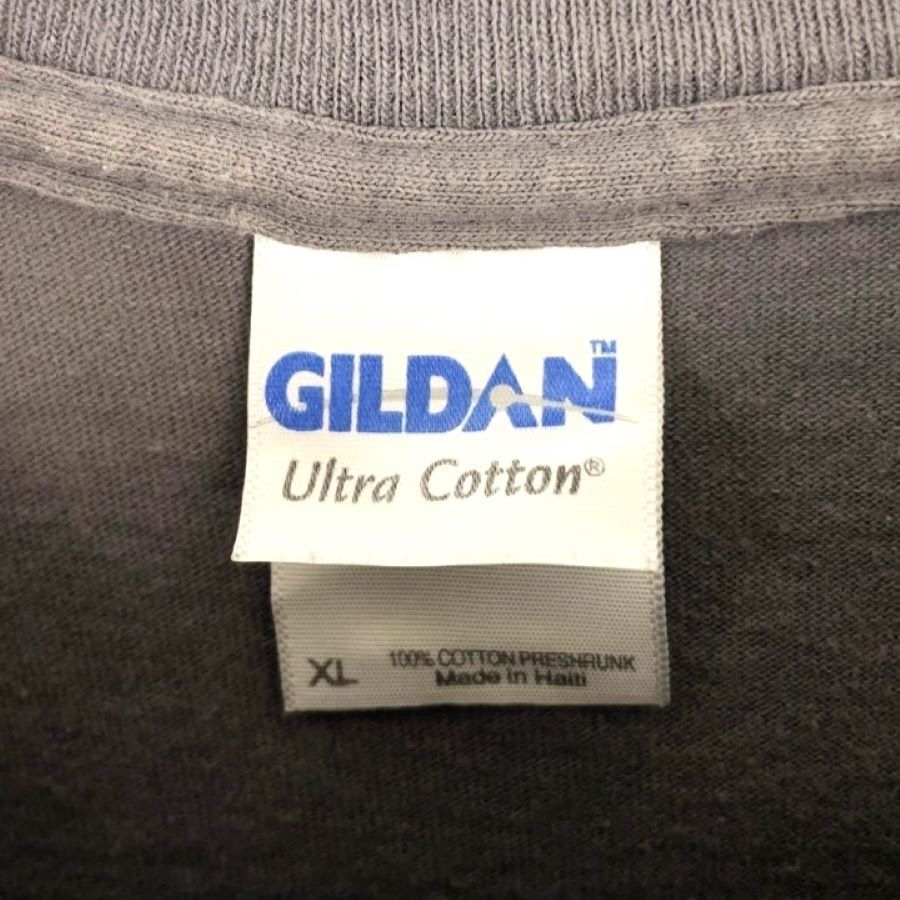 GILDAN™
Ultra Cotton®
XL
100% COTTON PRESHRUNK
Made in Haiti